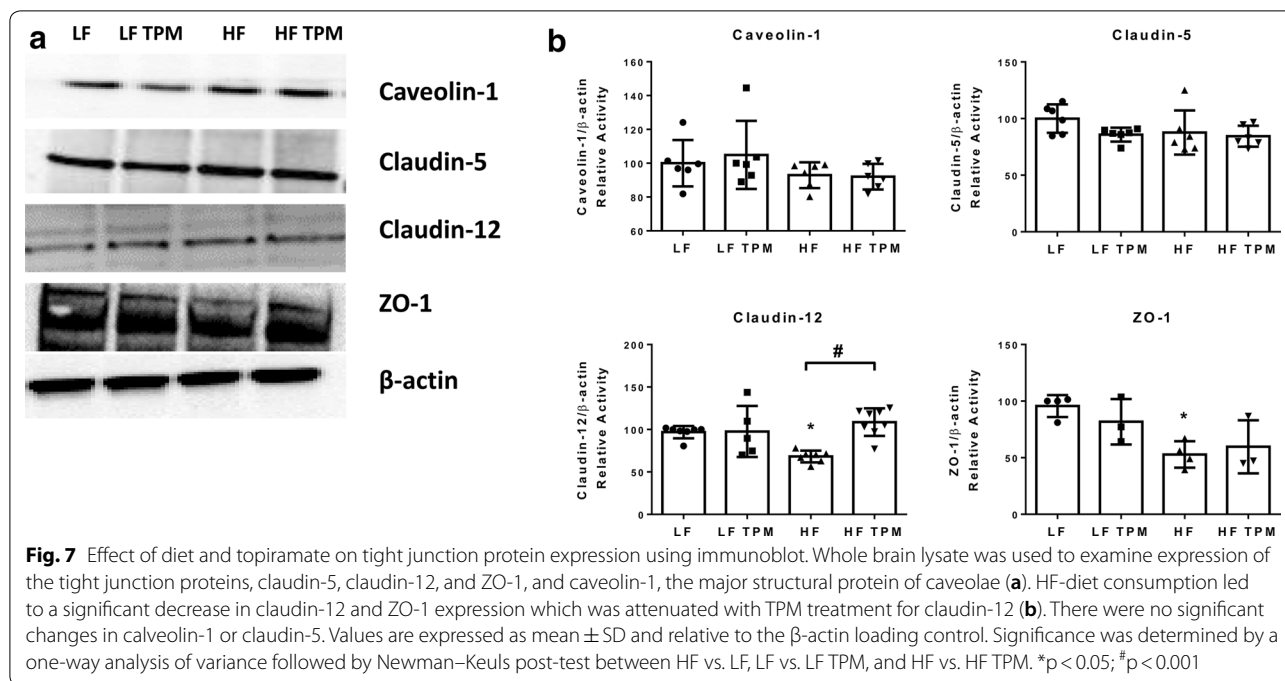 a
LF LF TPM HF HF TPM
Caveolin-1
Claudin-5
Claudin-12
ZO-1
β-actin
b
Caveolin-1
Caveolin-1/β-actin
Relative Activity
160
140
120
100
80
60
LF LF TPM HF HF TPM
Claudin-5
Claudin-5/β-actin
Relative Activity
150
100
50
0
LF LF TPM HF HF TPM
Claudin-12
Claudin-12/β-actin
Relative Activity
200
150
100
50
0
*
#
LF LF TPM HF HF TPM
ZO-1
ZO-1/β-actin
Relative Activity
150
100
50
0
*
LF LF TPM HF HF TPM
Fig. 7 Effect of diet and topiramate on tight junction protein expression using immunoblot. Whole brain lysate was used to examine expression of
the tight junction proteins, claudin-5, claudin-12, and ZO-1, and caveolin-1, the major structural protein of caveolae (a). HF-diet consumption led
to a significant decrease in claudin-12 and ZO-1 expression which was attenuated with TPM treatment for claudin-12 (b). There were no significant
changes in calveolin-1 or claudin-5. Values are expressed as mean ± SD and relative to the β-actin loading control. Significance was determined by a
one-way analysis of variance followed by Newman–Keuls post-test between HF vs. LF, LF vs. LF TPM, and HF vs. HF TPM. *p < 0.05; #p < 0.001